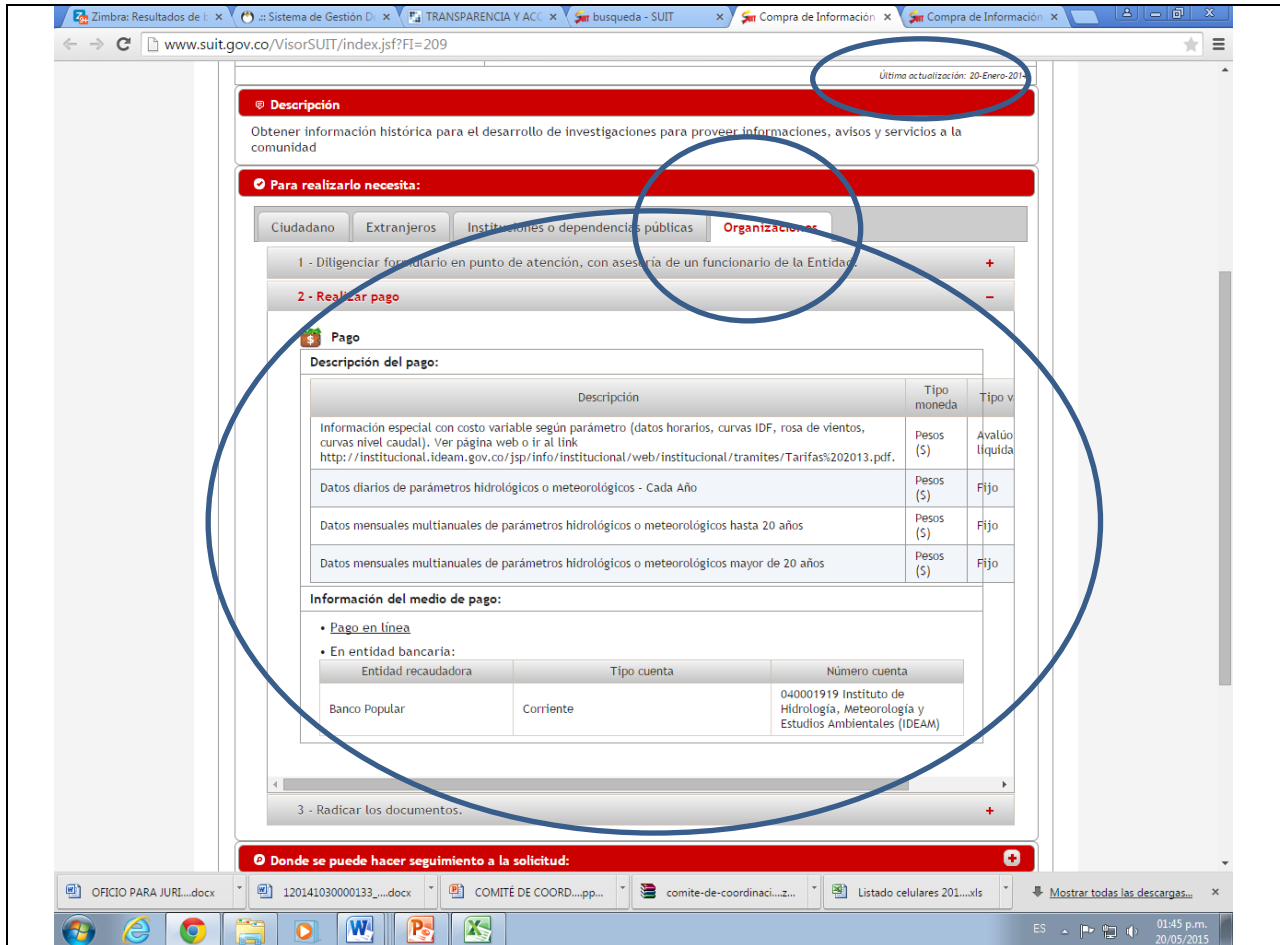 Zimbra: Resultados de l
.:: Sistema de Gestión D
TRANSPARENCIA Y ACC
busqueda - SUIT
Compra de Información
Compra de Información
www.suit.gov.co/VisorSUIT/index.jsf?FI=209
Última actualización: 20-Enero-2014
Descripción
Obtener información histórica para el desarrollo de investigaciones para proveer informaciones, avisos y servicios a la
comunidad
Para realizarlo necesita:
Ciudadano Extranjeros Instituciones o dependencias públicas Organizaciones
1 - Diligenciar formulario en punto de atención, con asesoría de un funcionario de la Entidad. +
2 - Realizar pago −
Pago
Descripción del pago:
Descripción Tipo moneda Tipo v
Información especial con costo variable según parámetro (datos horarios, curvas IDF, rosa de vientos,
curvas nivel caudal). Ver página web o ir al link
http://institucional.ideam.gov.co/jsp/info/institucional/web/institucional/tramites/Tarifas%202013.pdf.
Pesos ($)
Avalúo liquida
Datos diarios de parámetros hidrológicos o meteorológicos - Cada Año Pesos ($) Fijo
Datos mensuales multianuales de parámetros hidrológicos o meteorológicos hasta 20 años Pesos ($) Fijo
Datos mensuales multianuales de parámetros hidrológicos o meteorológicos mayor de 20 años Pesos ($) Fijo
Información del medio de pago:
• Pago en línea
• En entidad bancaria:
Entidad recaudadora Tipo cuenta Número cuenta
Banco Popular Corriente
040001919 Instituto de
Hidrología, Meteorología y
Estudios Ambientales (IDEAM)
3 - Radicar los documentos. +
Donde se puede hacer seguimiento a la solicitud:
OFICIO PARA JURI....docx
120141030000133_....docx
COMITÉ DE COORD....pp...
comite-de-coordinaci....z...
Listado celulares 201....xls
Mostrar todas las descargas...
ES
01:45 p.m.
20/05/2015